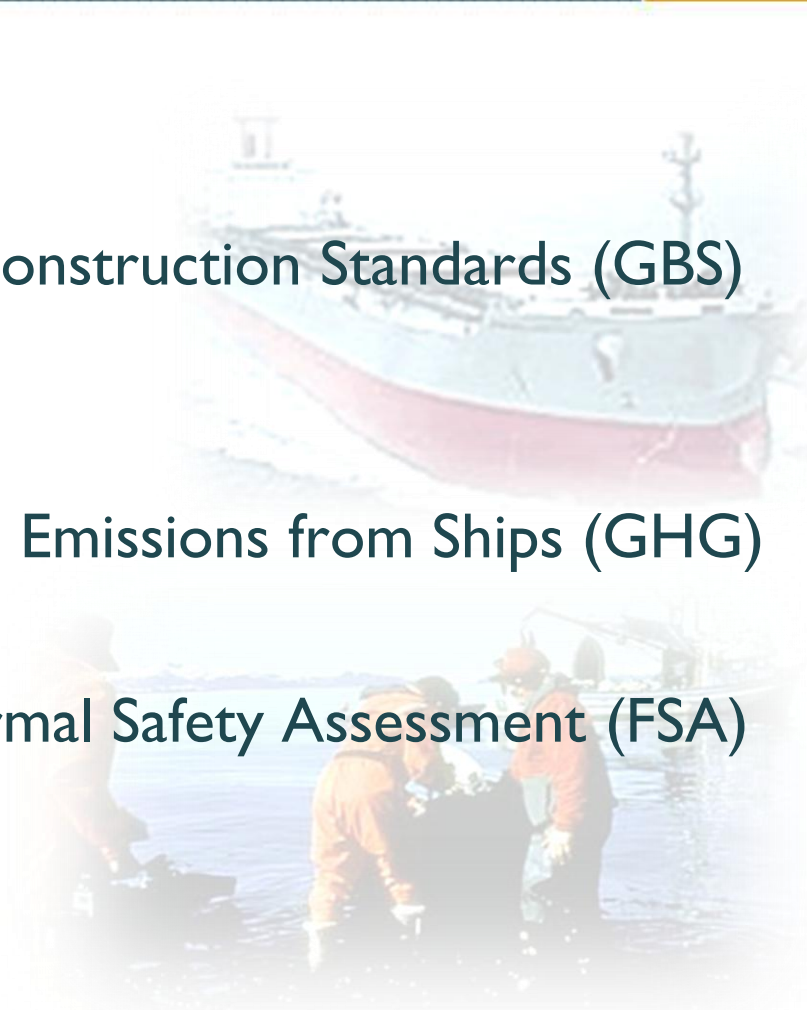 onstruction Standards (GBS)
Emissions from Ships (GHG)
rmal Safety Assessment (FSA)